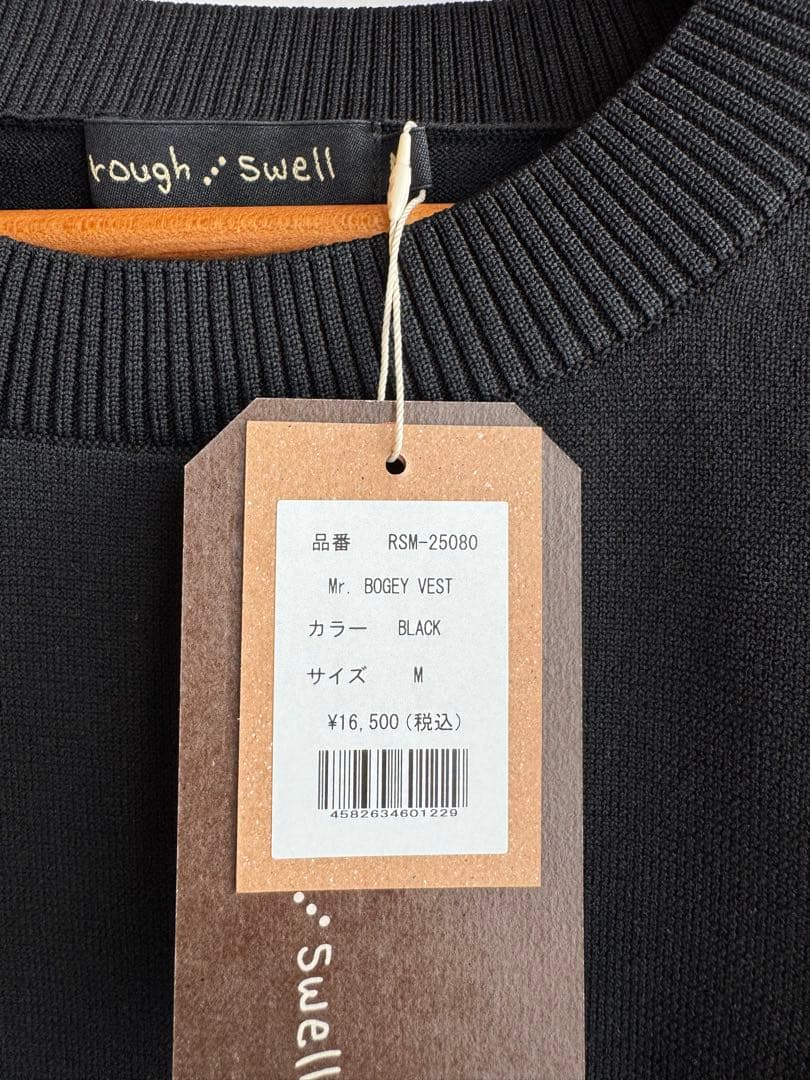 rough swell
品番 RSM-25080
Mr. BOGEY VEST
カラー BLACK
サイズ M
¥16,500(税込)
4582634601229
Swell